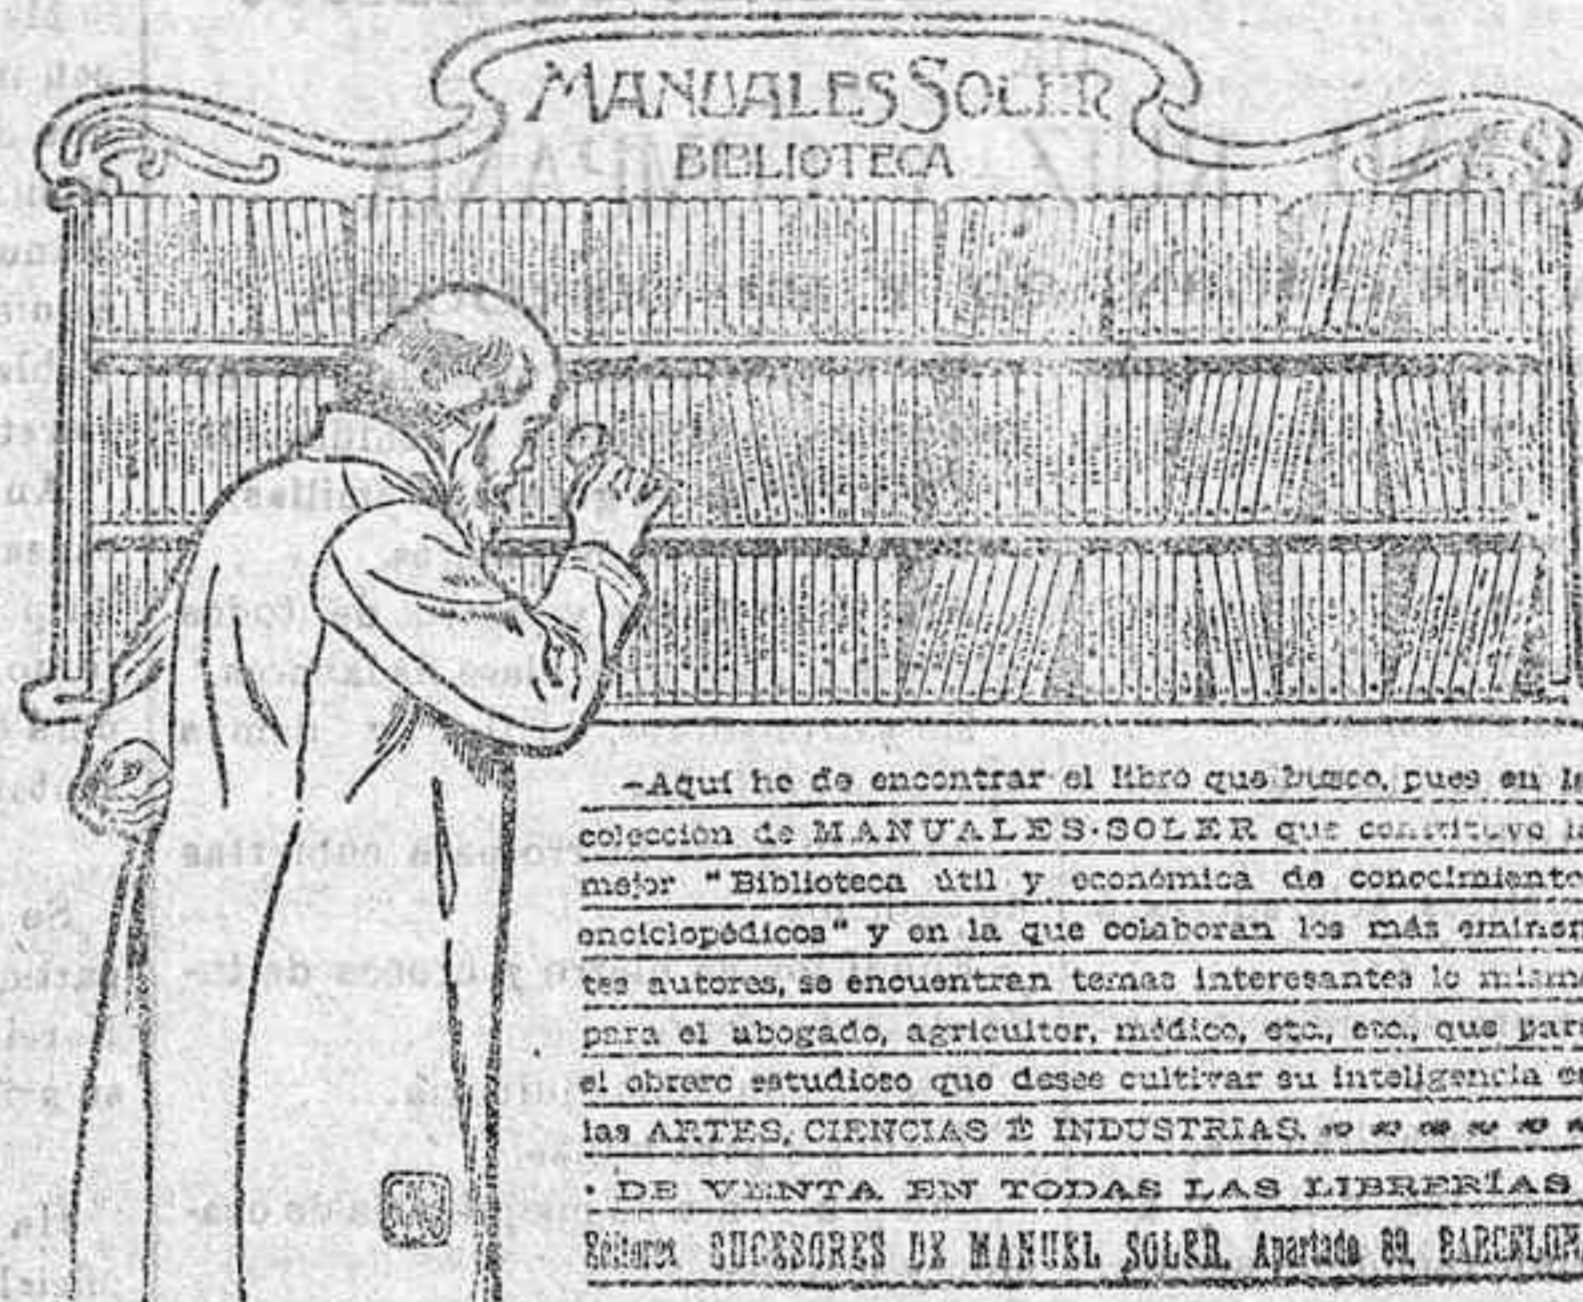 MANUALES SOLER
BIBLIOTECA
-Aquí he de encontrar el libro que busco, pues en la
colección de MANUALES·SOLER que constituye la
mejor "Biblioteca útil y económica de conocimiento
enciclopédicos" y en la que colaboran los más eminen
tes autores, se encuentran temas interesantes lo mismo
para el abogado, agricultor, médico, etc., etc., que para
el obrero estudioso que desee cultivar su inteligencia en
las ARTES, CIENCIAS É INDUSTRIAS.
· DE VENTA EN TODAS LAS LIBRERÍAS
Editores SUCESORES DE MANUEL SOLER. Apartado 89, BARCELON